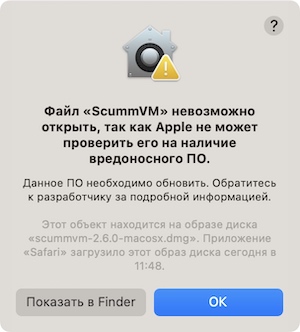 ?
Файл «ScummVM» невозможно
открыть, так как Apple не может
проверить его на наличие
вредоносного ПО.
Данное ПО необходимо обновить. Обратитесь
к разработчику за подробной информацией.
Этот объект находится на образе диска
«scummvm-2.6.0-macosx.dmg». Приложение
«Safari» загрузило этот образ диска сегодня в
11:48.
Показать в Finder
ОК